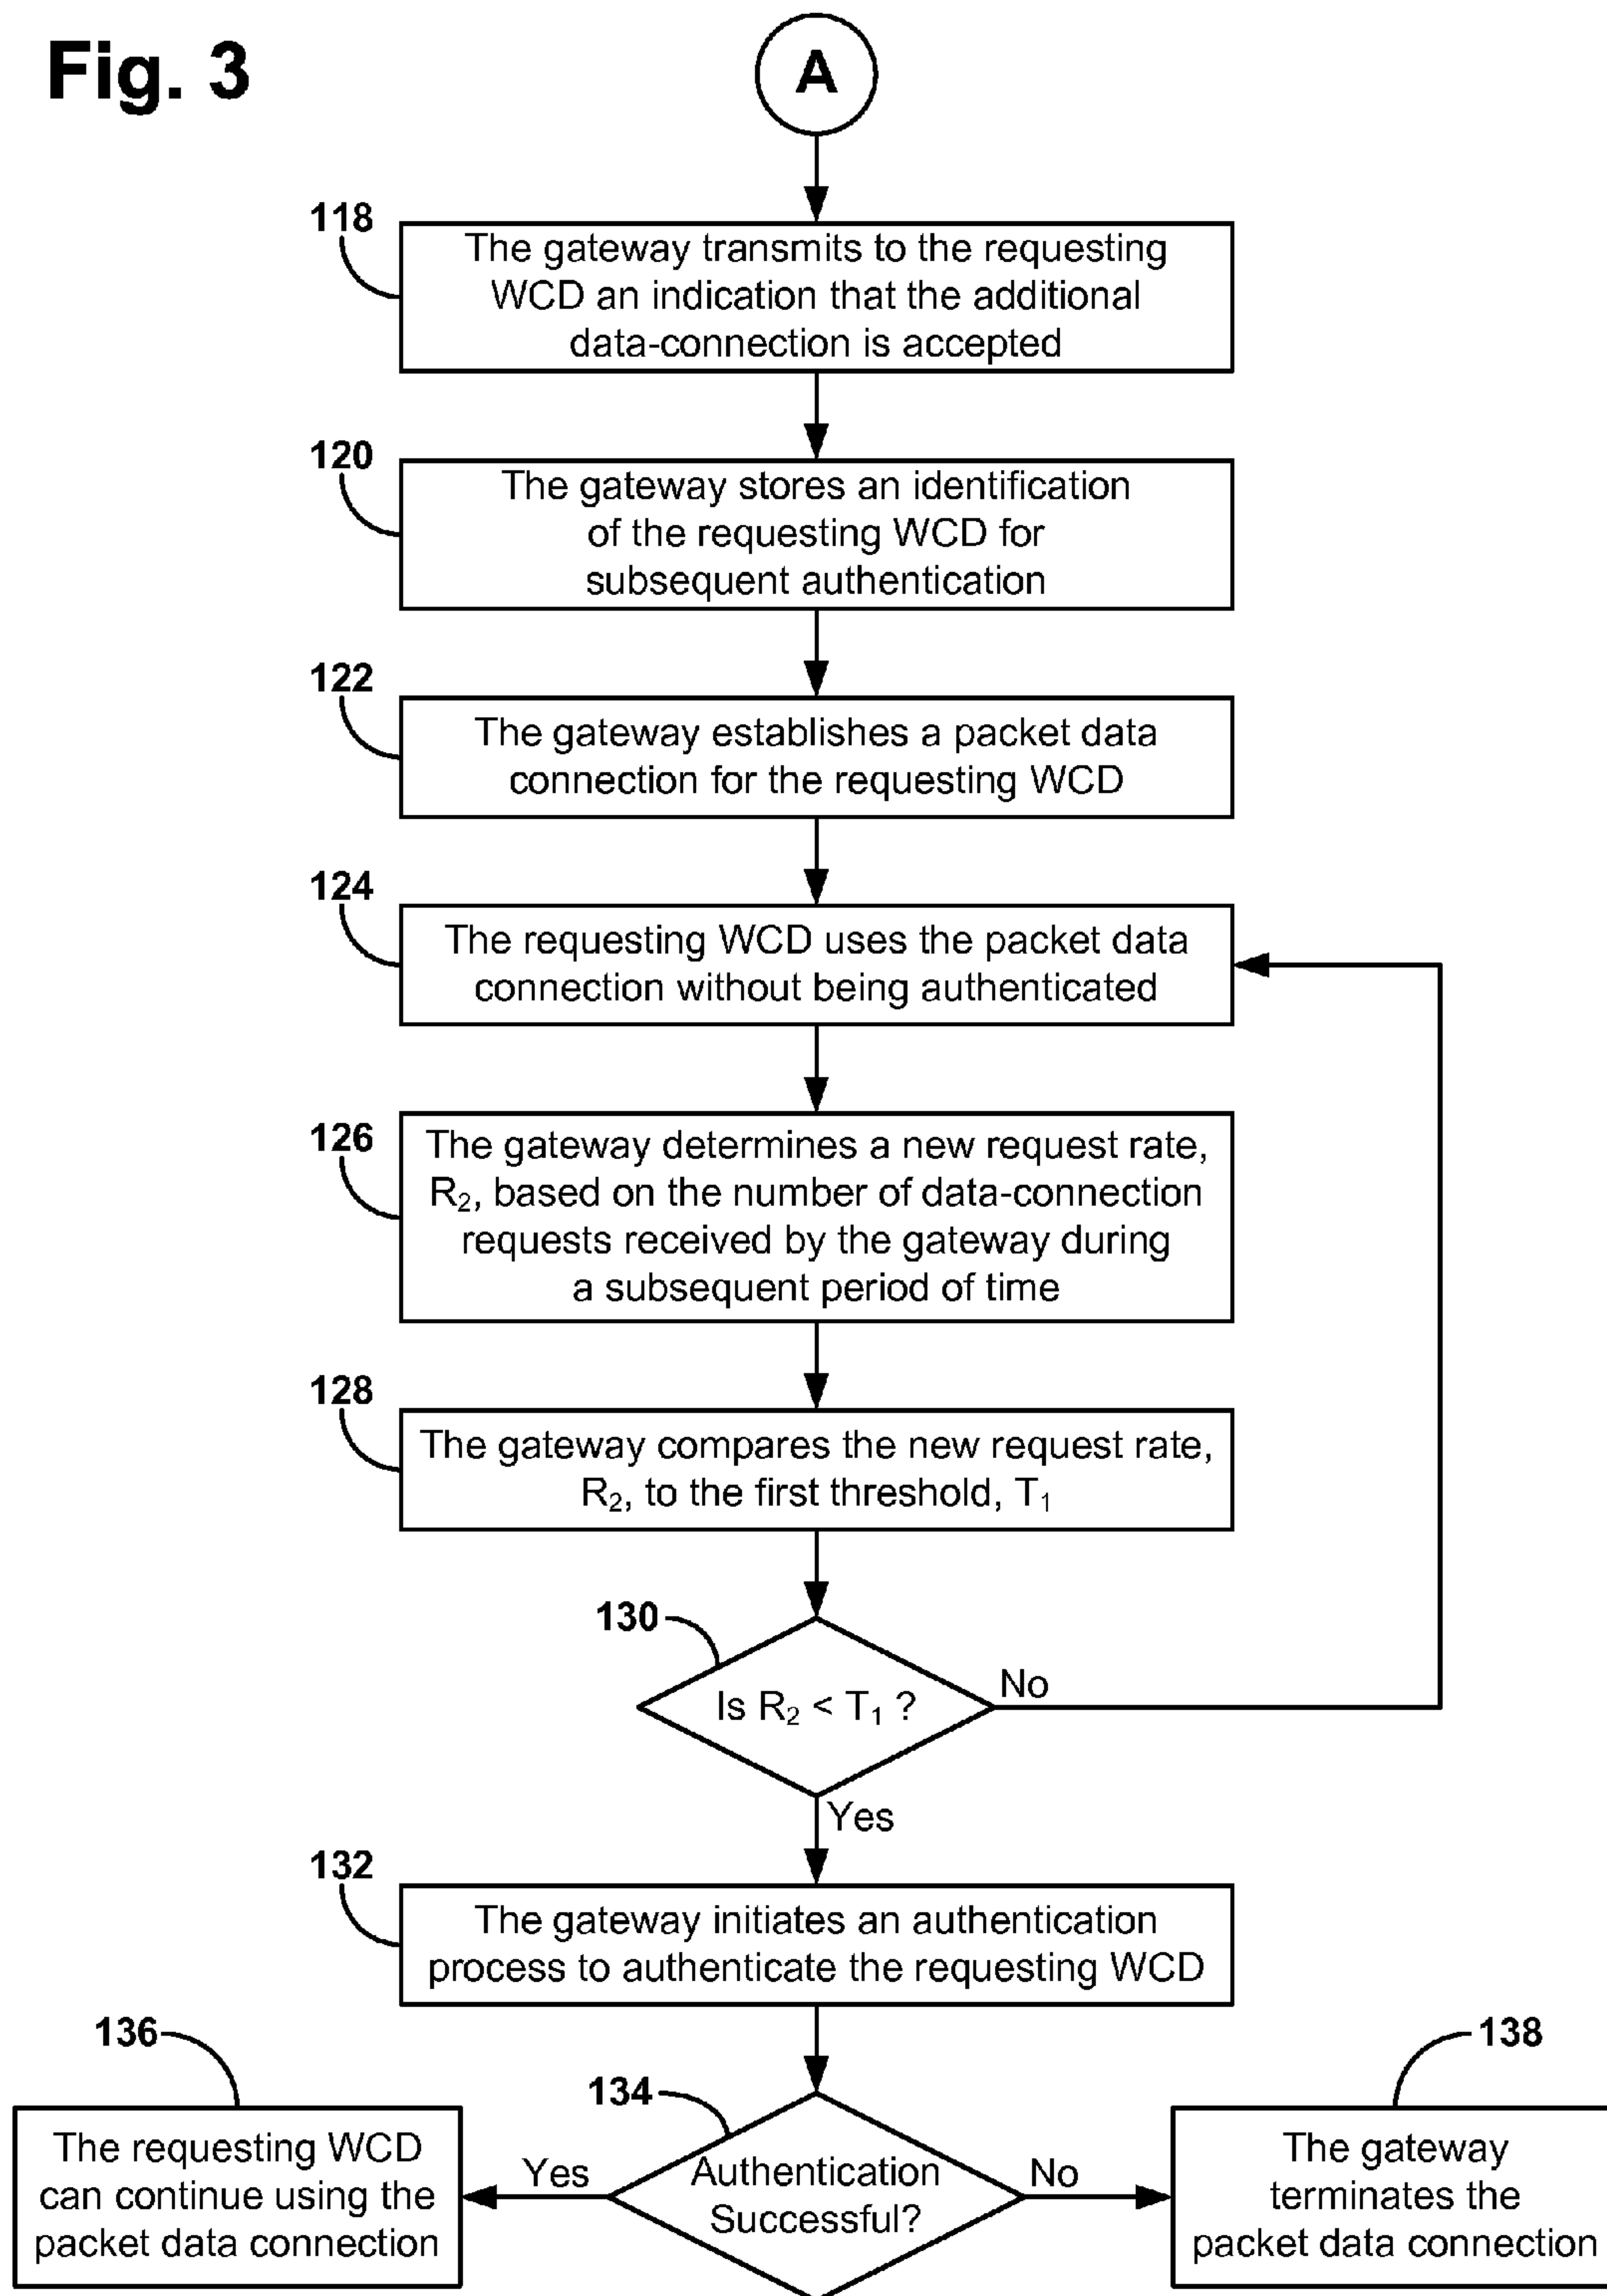 Fig. 3
A
118
The gateway transmits to the requesting
WCD an indication that the additional
data-connection is accepted
120
The gateway stores an identification
of the requesting WCD for
subsequent authentication
122
The gateway establishes a packet data
connection for the requesting WCD
124
The requesting WCD uses the packet data
connection without being authenticated
126
The gateway determines a new request rate,
R₂, based on the number of data-connection
requests received by the gateway during
a subsequent period of time
128
The gateway compares the new request rate,
R₂, to the first threshold, T₁
130
Is R₂ < T₁ ?
No
Yes
132
The gateway initiates an authentication
process to authenticate the requesting WCD
136
The requesting WCD
can continue using the
packet data connection
Yes
134
Authentication
Successful?
No
138
The gateway
terminates the
packet data connection